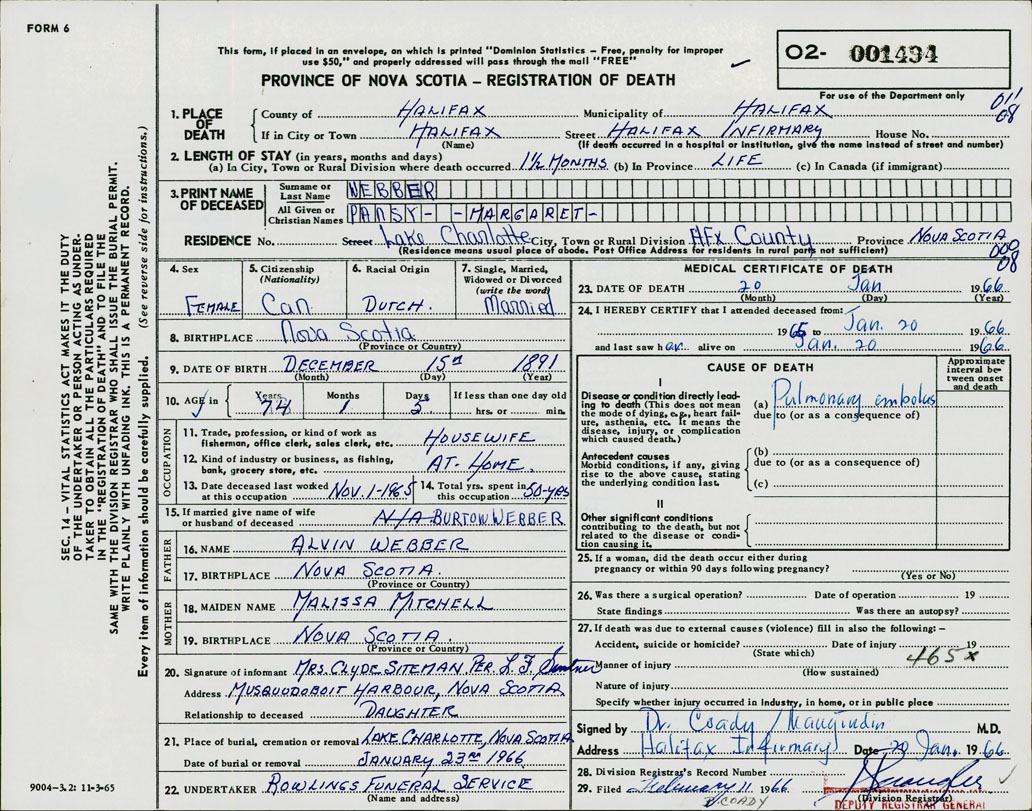 FORM 6
This form, if placed in an envelope, on which is printed "Dominion Statistics – Free, penalty for improper
use $50," and properly addressed will pass through the mail "FREE"
PROVINCE OF NOVA SCOTIA – REGISTRATION OF DEATH
O2- 001494
For use of the Department only
011
08
1. PLACE OF DEATH
County of HALIFAX Municipality of HALIFAX
If in City or Town HALIFAX Street HALIFAX INFIRMARY House No.
(Name) (If death occurred in a hospital or institution, give the name instead of street and number)
2. LENGTH OF STAY (in years, months and days)
(a) In City, Town or Rural Division where death occurred 1½ MONTHS (b) In Province LIFE (c) In Canada (if immigrant)
3. PRINT NAME OF DECEASED
Surname or Last Name WEBBER
All Given or Christian Names PANSY- -MARGARET-
RESIDENCE No. Street Lake Charlotte City, Town or Rural Division HFx County Province NOVA SCOTIA
(Residence means usual place of abode. Post Office Address for residents in rural parts not sufficient)
000
08
4. Sex FEMALE
5. Citizenship (Nationality) Can.
6. Racial Origin DUTCH.
7. Single, Married, Widowed or Divorced (write the word) Married
8. BIRTHPLACE Nova Scotia
(Province or Country)
9. DATE OF BIRTH DECEMBER 15th 1891
(Month) (Day) (Year)
10. AGE in Years 74 Months 1 Days 5 If less than one day old
hrs. or min.
OCCUPATION
11. Trade, profession, or kind of work as
fisherman, office clerk, sales clerk, etc. HOUSEWIFE
12. Kind of industry or business, as fishing,
bank, grocery store, etc. AT-HOME.
13. Date deceased last worked
at this occupation NOV. 1-1965
14. Total yrs. spent in
this occupation 50-yrs
15. If married give name of wife
or husband of deceased N/A BURTON WEBBER
FATHER
16. NAME ALVIN WEBBER
17. BIRTHPLACE NOVA SCOTIA.
(Province or Country)
MOTHER
18. MAIDEN NAME MALISSA MITCHELL
19. BIRTHPLACE NOVA SCOTIA.
(Province or Country)
20. Signature of informant MRS. CLYDE SITEMAN. PER. L. F.
Address MUSQUODOBOIT HARBOUR, NOVA SCOTIA
Relationship to deceased DAUGHTER
21. Place of burial, cremation or removal LAKE CHARLOTTE, NOVA SCOTIA
Date of burial or removal JANUARY 23rd 1966
22. UNDERTAKER ROWLINGS FUNERAL SERVICE
(Name and address)
MEDICAL CERTIFICATE OF DEATH
23. DATE OF DEATH 20 Jan 1966
(Month) (Day) (Year)
24. I HEREBY CERTIFY that I attended deceased from:
1965 to Jan. 20 1966
and last saw her alive on Jan. 20 1966
CAUSE OF DEATH
Approximate interval between onset and death
I
Disease or condition directly leading
to death (This does not mean
the mode of dying, e.g., heart failure,
asthenia, etc. It means the
disease, injury, or complication
which caused death.)
(a) Pulmonary embolus
due to (or as a consequence of)
Antecedent causes
Morbid conditions, if any, giving
rise to the above cause, stating
the underlying condition last.
(b)
due to (or as a consequence of)
(c)
II
Other significant conditions
contributing to the death, but not
related to the disease or condition
causing it.
25. If a woman, did the death occur either during
pregnancy or within 90 days following pregnancy?
(Yes or No)
26. Was there a surgical operation? Date of operation 19
State findings Was there an autopsy?
27. If death was due to external causes (violence) fill in also the following: –
Accident, suicide or homicide? Date of injury 19
(State which) 465x
Manner of injury
(How sustained)
Nature of injury
Specify whether injury occurred in industry, in home, or in public place
Signed by Dr. Coady / M.D.
Address Halifax Infirmary Date 20 Jan. 1966
28. Division Registrar's Record Number
29. Filed February 11 1966
(Division Registrar)
DEPUTY REGISTRAR GENERAL
COADY
SEC. 14 – VITAL STATISTICS ACT MAKES IT THE DUTY
OF THE UNDERTAKER OR PERSON ACTING AS UNDER-
TAKER TO OBTAIN ALL THE PARTICULARS REQUIRED
IN THE "REGISTRATION OF DEATH" AND TO FILE THE
SAME WITH THE DIVISION REGISTRAR WHO SHALL ISSUE THE BURIAL PERMIT.
WRITE PLAINLY WITH UNFADING INK. THIS IS A PERMANENT RECORD.
Every item of information should be carefully supplied. (See reverse side for instructions.)
9004–3.2: 11-3-65